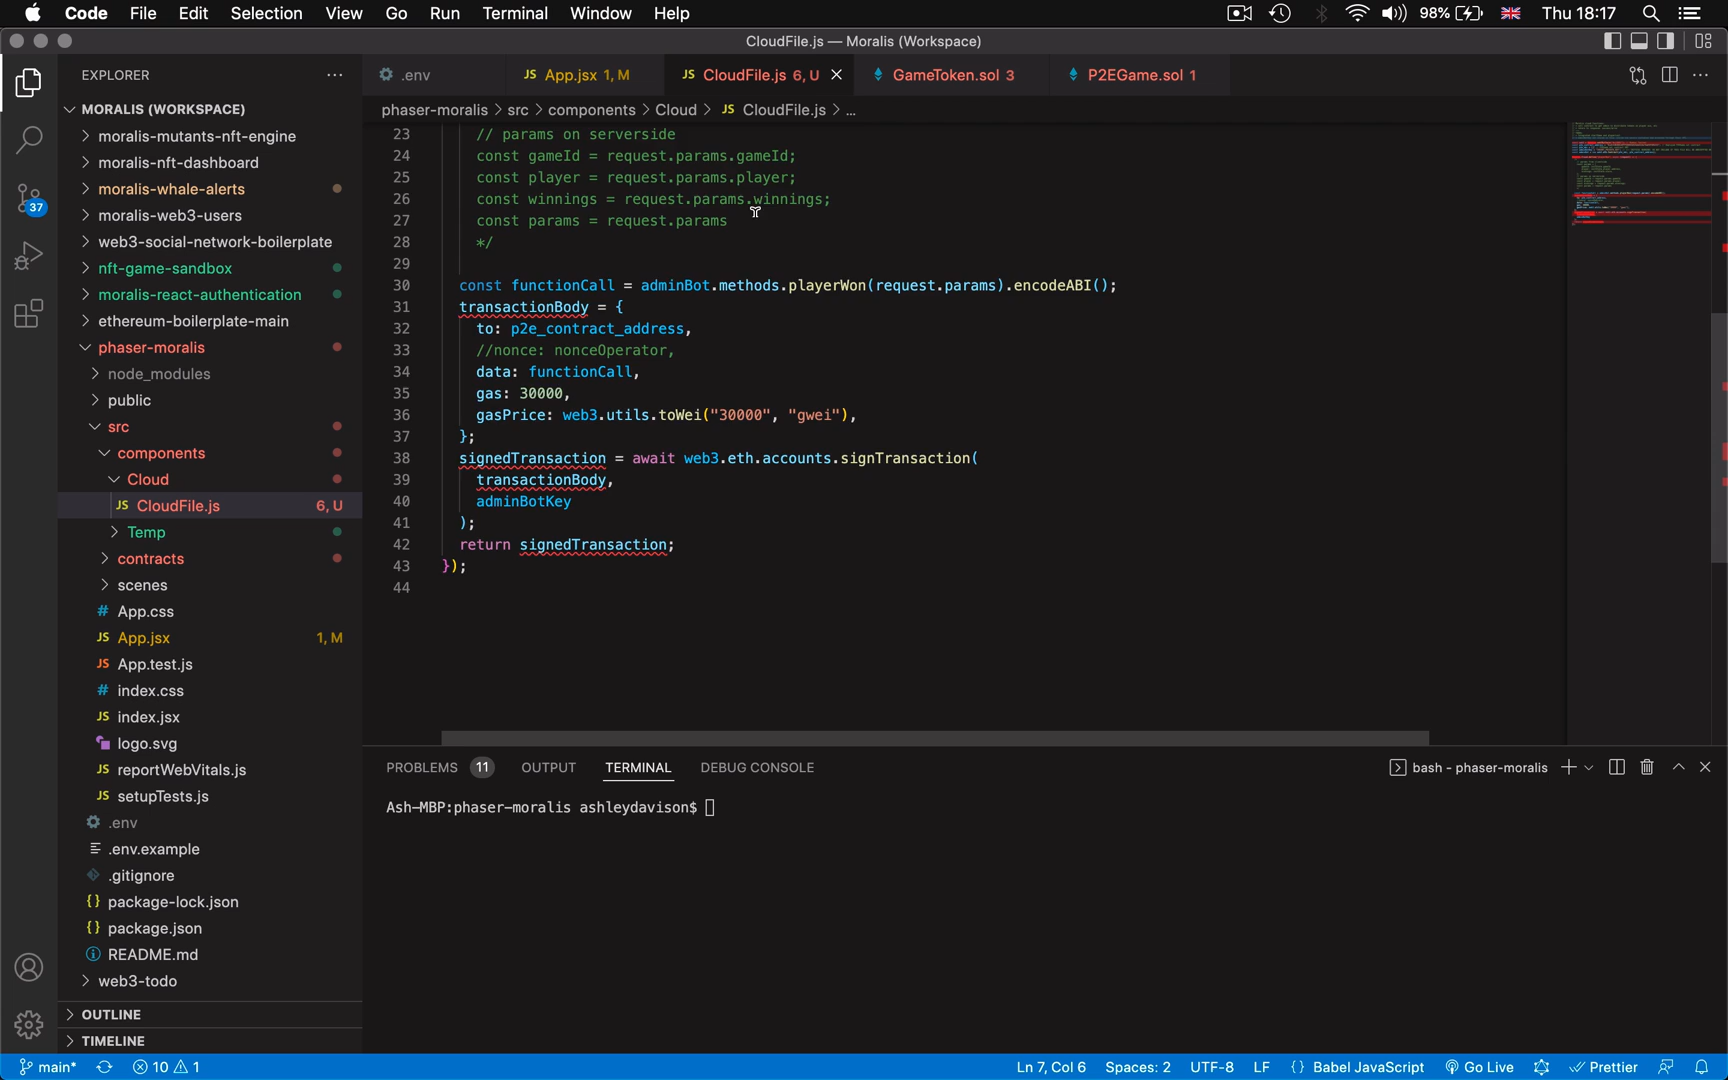 Code File Edit Selection View Go Run Terminal Window Help 98% Thu 18:17
CloudFile.js — Moralis (Workspace)
EXPLORER
MORALIS (WORKSPACE)
moralis-mutants-nft-engine
moralis-nft-dashboard
moralis-whale-alerts
moralis-web3-users
web3-social-network-boilerplate
nft-game-sandbox
moralis-react-authentication
ethereum-boilerplate-main
phaser-moralis
node_modules
public
src
components
Cloud
JS CloudFile.js 6, U
Temp
contracts
scenes
# App.css
JS App.jsx 1, M
JS App.test.js
# index.css
JS index.jsx
logo.svg
JS reportWebVitals.js
JS setupTests.js
.env
.env.example
.gitignore
{} package-lock.json
{} package.json
README.md
web3-todo
OUTLINE
TIMELINE
37
.env JS App.jsx 1, M JS CloudFile.js 6, U GameToken.sol 3 P2EGame.sol 1
phaser-moralis > src > components > Cloud > JS CloudFile.js > ...
23 // params on serverside
24 const gameId = request.params.gameId;
25 const player = request.params.player;
26 const winnings = request.params.winnings;
27 const params = request.params
28 */
29
30 const functionCall = adminBot.methods.playerWon(request.params).encodeABI();
31 transactionBody = {
32 to: p2e_contract_address,
33 //nonce: nonceOperator,
34 data: functionCall,
35 gas: 30000,
36 gasPrice: web3.utils.toWei("30000", "gwei"),
37 };
38 signedTransaction = await web3.eth.accounts.signTransaction(
39 transactionBody,
40 adminBotKey
41 );
42 return signedTransaction;
43 });
44
PROBLEMS 11 OUTPUT TERMINAL DEBUG CONSOLE bash - phaser-moralis
Ash-MBP:phaser-moralis ashleydavison$
main* 10 1 Ln 7, Col 6 Spaces: 2 UTF-8 LF {} Babel JavaScript Go Live Prettier